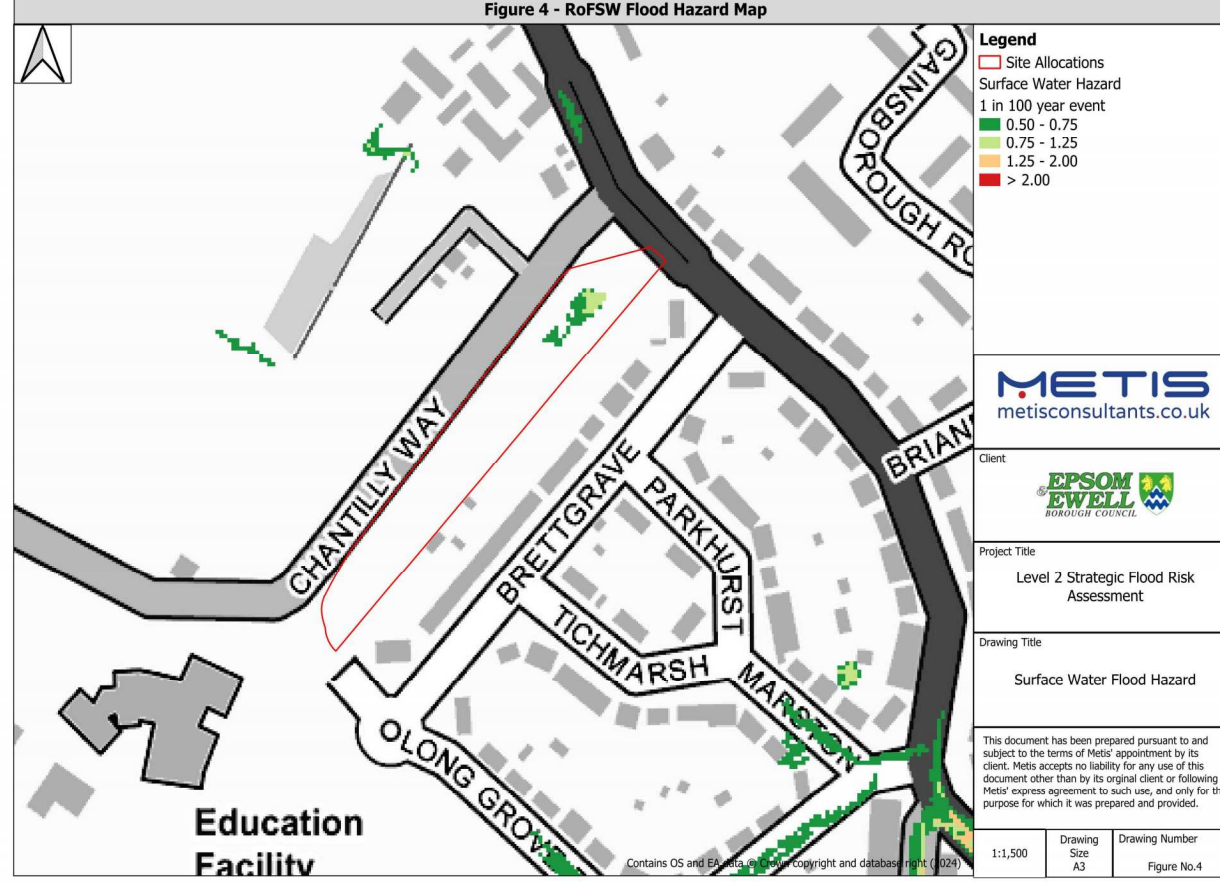 Figure 4 - RoFSW Flood Hazard Map
GAINSBOROUGH RO
CHANTILLY WAY
BRETTGRAVE
PARKHURST
TICHMARSH
MARSTON
BRIAN
OLONG GROV
Education
Facility
Contains OS and EA data © Crown copyright and database right (2024)
Legend
Site Allocations
Surface Water Hazard
1 in 100 year event
0.50 - 0.75
0.75 - 1.25
1.25 - 2.00
> 2.00
METIS
metisconsultants.co.uk
Client
EPSOM
& EWELL
BOROUGH COUNCIL
Project Title
Level 2 Strategic Flood Risk
Assessment
Drawing Title
Surface Water Flood Hazard
This document has been prepared pursuant to and
subject to the terms of Metis' appointment by its
client. Metis accepts no liability for any use of this
document other than by its orginal client or following
Metis' express agreement to such use, and only for th
purpose for which it was prepared and provided.
1:1,500
Drawing
Size
A3
Drawing Number
Figure No.4